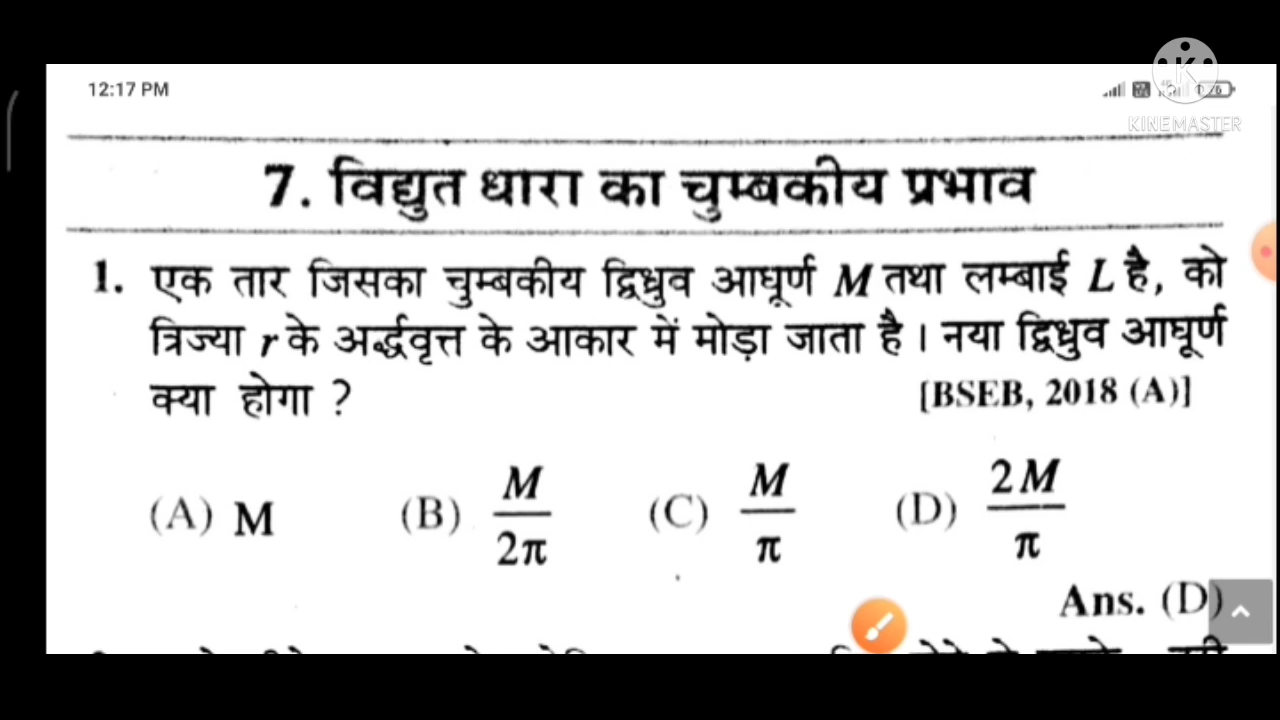 12:17 PM
KINEMASTER
7. विद्युत धारा का चुम्बकीय प्रभाव
1. एक तार जिसका चुम्बकीय द्विध्रुव आघूर्ण M तथा लम्बाई L है, को
त्रिज्या r के अर्द्धवृत्त के आकार में मोड़ा जाता है। नया द्विध्रुव आघूर्ण
क्या होगा ? [BSEB, 2018 (A)]
(A) M (B) M/2π (C) M/π (D) 2M/π
Ans. (D)